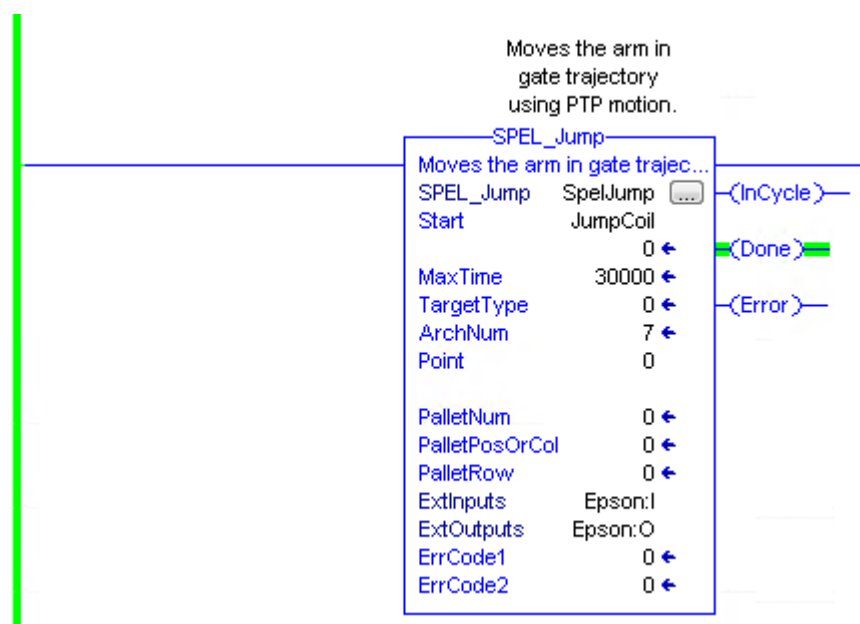 Moves the arm in
gate trajectory
using PTP motion.
SPEL_Jump
Moves the arm in gate trajec...
SPEL_Jump SpelJump ... (InCycle)
Start JumpCoil
0 (Done)
MaxTime 30000
TargetType 0 (Error)
ArchNum 7
Point 0
PalletNum 0
PalletPosOrCol 0
PalletRow 0
ExtInputs Epson:I
ExtOutputs Epson:O
ErrCode1 0
ErrCode2 0